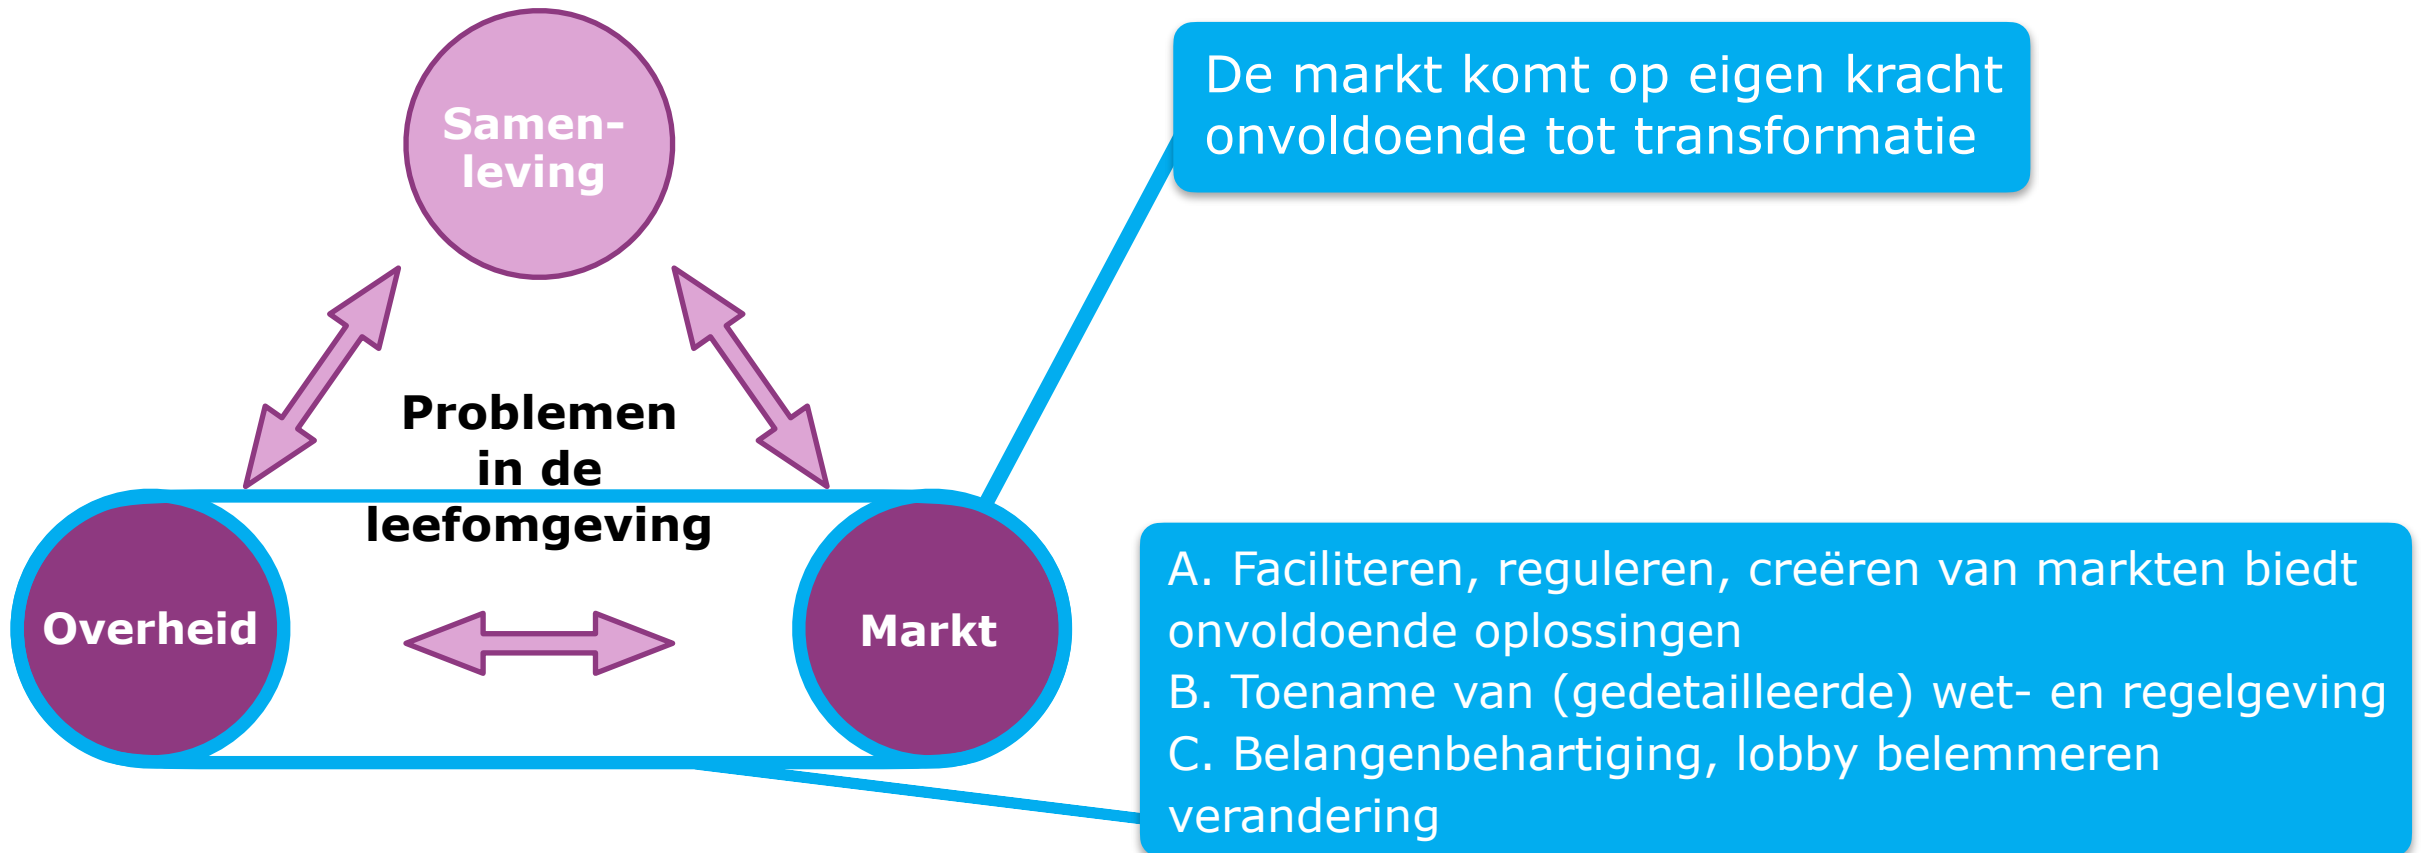 Samen-
leving
Problemen
in de
leefomgeving
Overheid
Markt
De markt komt op eigen kracht
onvoldoende tot transformatie
A. Faciliteren, reguleren, creëren van markten biedt
onvoldoende oplossingen
B. Toename van (gedetailleerde) wet- en regelgeving
C. Belangenbehartiging, lobby belemmeren
verandering